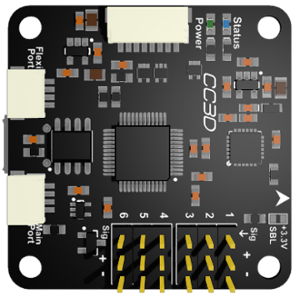 Flexi
Port
Power
Status
CC3D
Main
Port
Sig
6 5 4 3 2 1
Sig
+
-
+
-
SBL
+3.3V